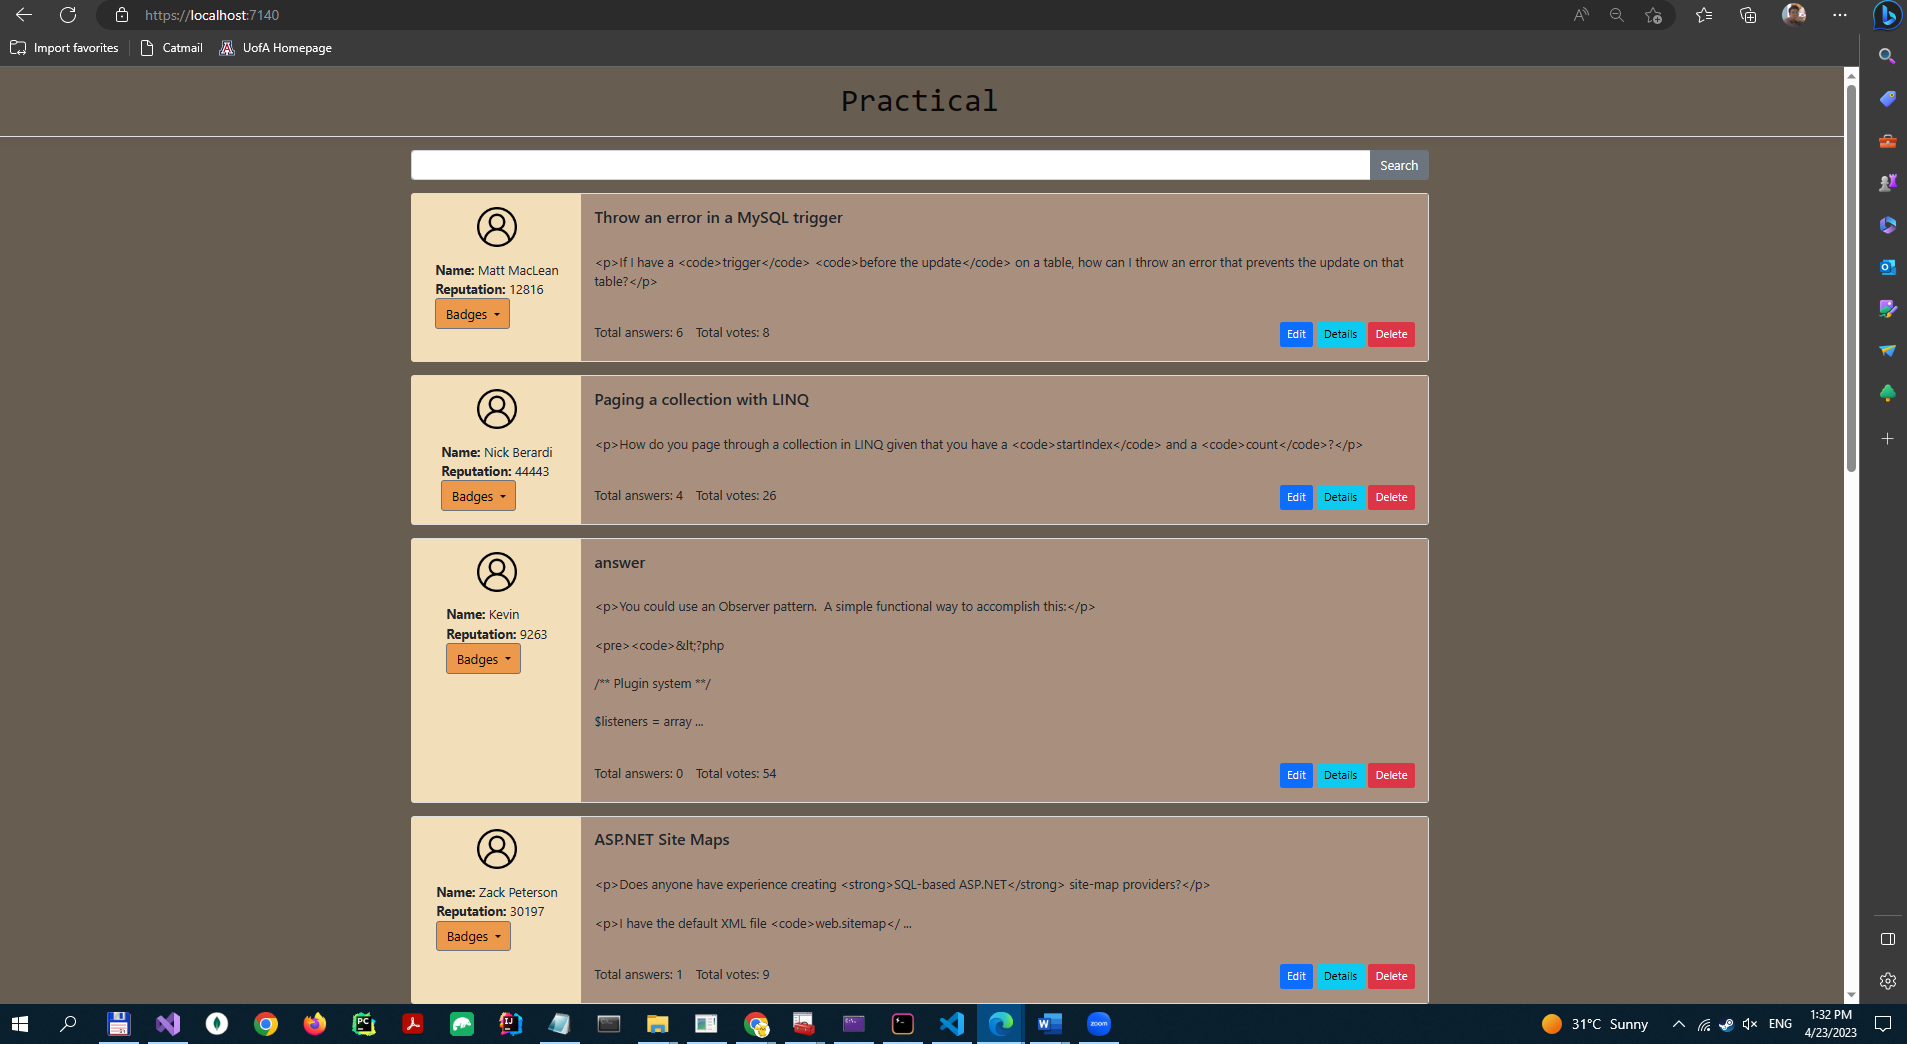 https://localhost:7140
Import favorites
Catmail
UofA Homepage
Practical
Search
Throw an error in a MySQL trigger
<p>If I have a <code>trigger</code> <code>before the update</code> on a table, how can I throw an error that prevents the update on that
table?</p>
Name: Matt MacLean
Reputation: 12816
Badges
Total answers: 6 Total votes: 8
Edit Details Delete
Paging a collection with LINQ
<p>How do you page through a collection in LINQ given that you have a <code>startIndex</code> and a <code>count</code>?</p>
Name: Nick Berardi
Reputation: 44443
Badges
Total answers: 4 Total votes: 26
Edit Details Delete
answer
<p>You could use an Observer pattern.  A simple functional way to accomplish this:</p>
Name: Kevin
Reputation: 9263
Badges
<pre><code>&lt;?php
/** Plugin system **/
$listeners = array ...
Total answers: 0 Total votes: 54
Edit Details Delete
ASP.NET Site Maps
<p>Does anyone have experience creating <strong>SQL-based ASP.NET</strong> site-map providers?</p>
Name: Zack Peterson
Reputation: 30197
Badges
<p>I have the default XML file <code>web.sitemap</ ...
Total answers: 1 Total votes: 9
Edit Details Delete
PC
IJ
W
zoom
31°C Sunny
ENG
1:32 PM
4/23/2023